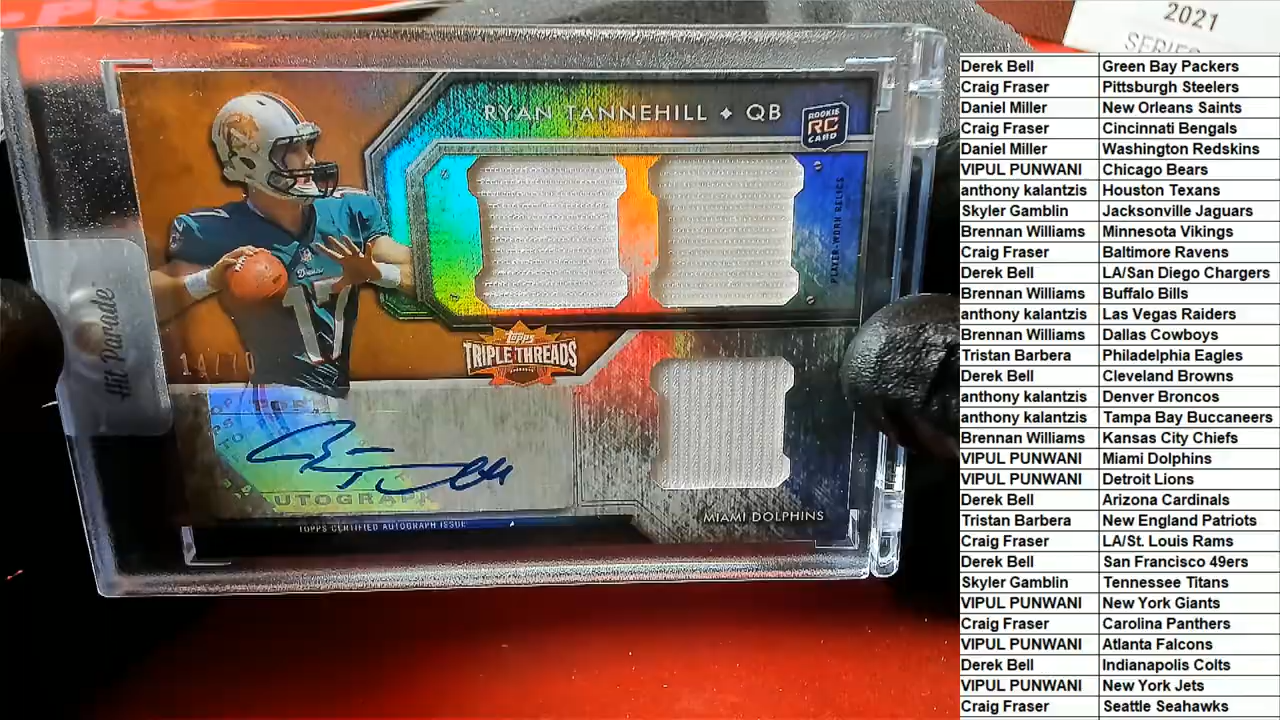 2021
SERIES
RYAN TANNEHILL ✦ QB
ROOKIE
RC
CARD
PLAYER-WORN RELICS
17
Hit Parade
Topps
TRIPLE THREADS
14/70
AUTOGRAPH
TOPPS CERTIFIED AUTOGRAPH ISSUE
MIAMI DOLPHINS
Derek Bell Green Bay Packers
Craig Fraser Pittsburgh Steelers
Daniel Miller New Orleans Saints
Craig Fraser Cincinnati Bengals
Daniel Miller Washington Redskins
VIPUL PUNWANI Chicago Bears
anthony kalantzis Houston Texans
Skyler Gamblin Jacksonville Jaguars
Brennan Williams Minnesota Vikings
Craig Fraser Baltimore Ravens
Derek Bell LA/San Diego Chargers
Brennan Williams Buffalo Bills
anthony kalantzis Las Vegas Raiders
Brennan Williams Dallas Cowboys
Tristan Barbera Philadelphia Eagles
Derek Bell Cleveland Browns
anthony kalantzis Denver Broncos
anthony kalantzis Tampa Bay Buccaneers
Brennan Williams Kansas City Chiefs
VIPUL PUNWANI Miami Dolphins
VIPUL PUNWANI Detroit Lions
Derek Bell Arizona Cardinals
Tristan Barbera New England Patriots
Craig Fraser LA/St. Louis Rams
Derek Bell San Francisco 49ers
Skyler Gamblin Tennessee Titans
VIPUL PUNWANI New York Giants
Craig Fraser Carolina Panthers
VIPUL PUNWANI Atlanta Falcons
Derek Bell Indianapolis Colts
VIPUL PUNWANI New York Jets
Craig Fraser Seattle Seahawks